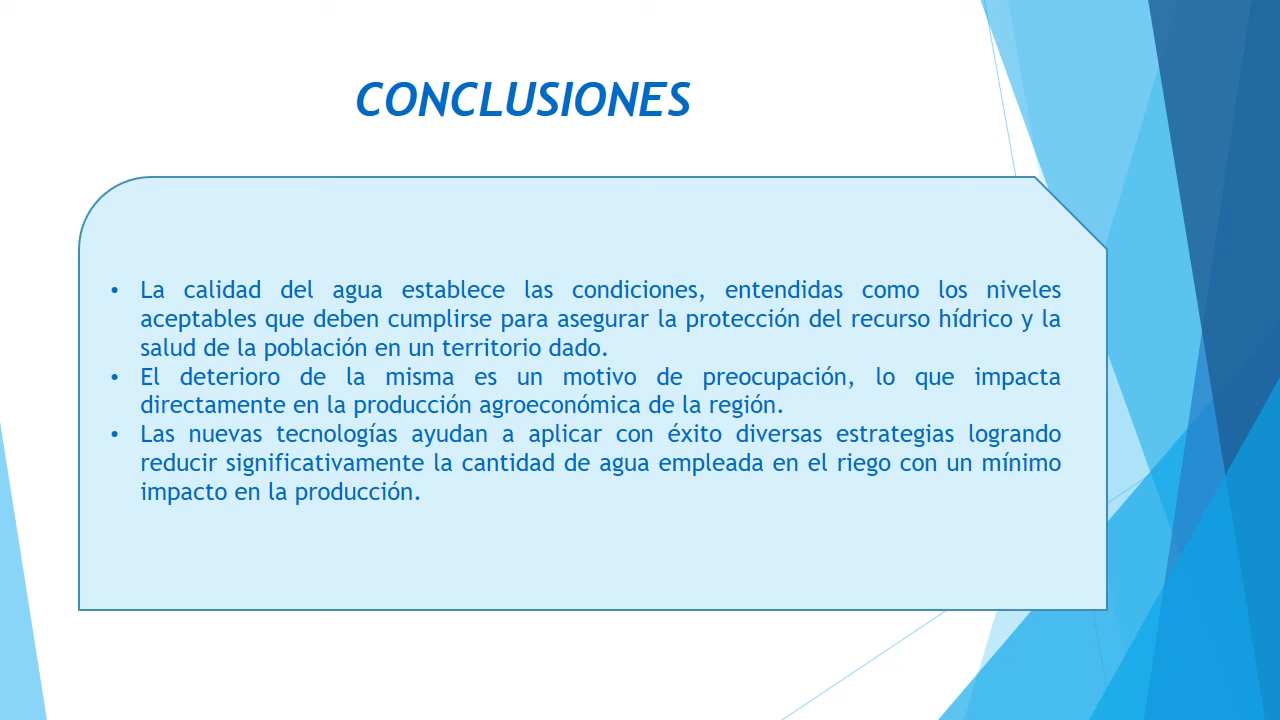 CONCLUSIONES
• La calidad del agua establece las condiciones, entendidas como los niveles
aceptables que deben cumplirse para asegurar la protección del recurso hídrico y la
salud de la población en un territorio dado.
• El deterioro de la misma es un motivo de preocupación, lo que impacta
directamente en la producción agroeconómica de la región.
• Las nuevas tecnologías ayudan a aplicar con éxito diversas estrategias logrando
reducir significativamente la cantidad de agua empleada en el riego con un mínimo
impacto en la producción.